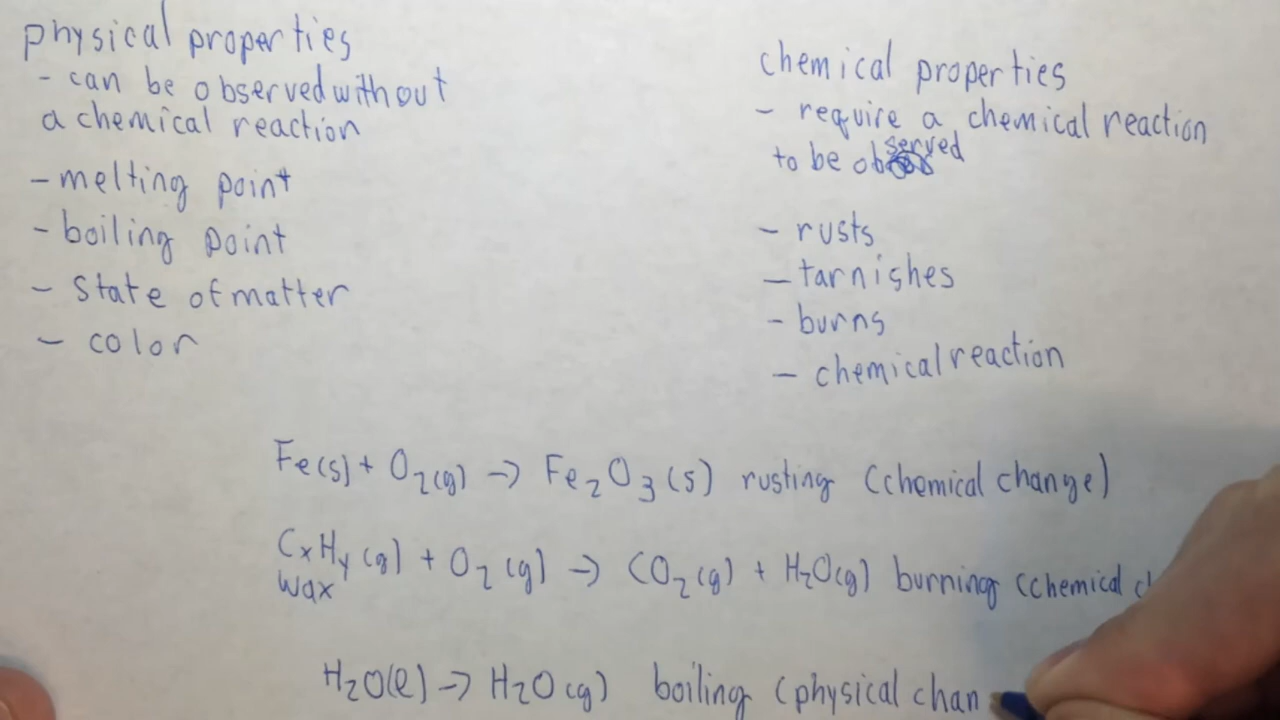 physical properties
- can be observed without
a chemical reaction
- melting point
- boiling point
- state of matter
- color
chemical properties
- require a chemical reaction
to be observed
- rusts
- tarnishes
- burns
- chemical reaction
Fe(s) + O₂(g) → Fe₂O₃(s) rusting (chemical change)
CxHy(g) + O₂(g) → CO₂(g) + H₂O(g) burning (chemical
wax
H₂O(l) → H₂O(g) boiling (physical chan